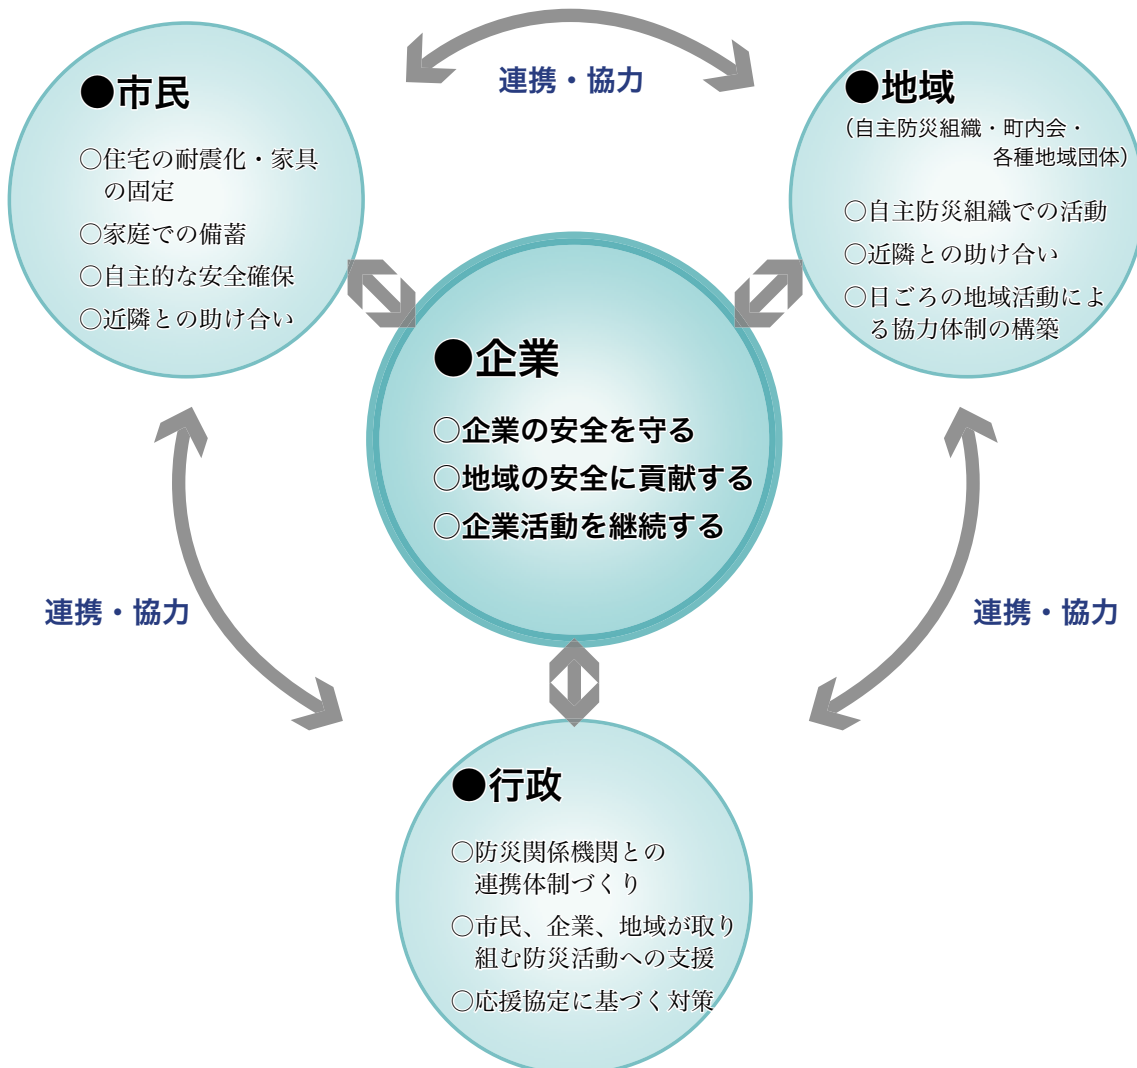 連携・協力
●市民
○住宅の耐震化・家具
の固定
○家庭での備蓄
○自主的な安全確保
○近隣との助け合い
●地域
（自主防災組織・町内会・
各種地域団体）
○自主防災組織での活動
○近隣との助け合い
○日ごろの地域活動によ
る協力体制の構築
●企業
○企業の安全を守る
○地域の安全に貢献する
○企業活動を継続する
連携・協力
連携・協力
●行政
○防災関係機関との
連携体制づくり
○市民、企業、地域が取り
組む防災活動への支援
○応援協定に基づく対策